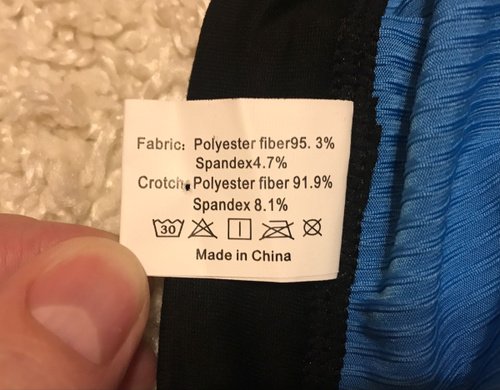 Fabric: Polyester fiber95. 3%
Spandex4.7%
Crotch: Polyester fiber 91.9%
Spandex 8.1%
30
Made in China